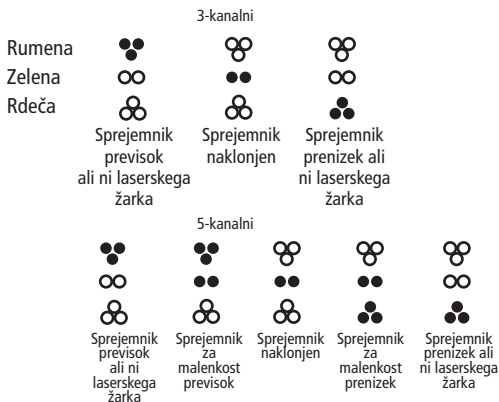 3-kanalni
Rumena
Zelena
Rdeča
Sprejemnik
previsok
ali ni laserskega
žarka
Sprejemnik
naklonjen
Sprejemnik
prenizek ali
ni laserskega
žarka
5-kanalni
Sprejemnik
previsok
ali ni
laserskega
žarka
Sprejemnik
za
malenkost
previsok
Sprejemnik
naklonjen
Sprejemnik
za
malenkost
prenizek
Sprejemnik
prenizek ali
ni laserskega
žarka